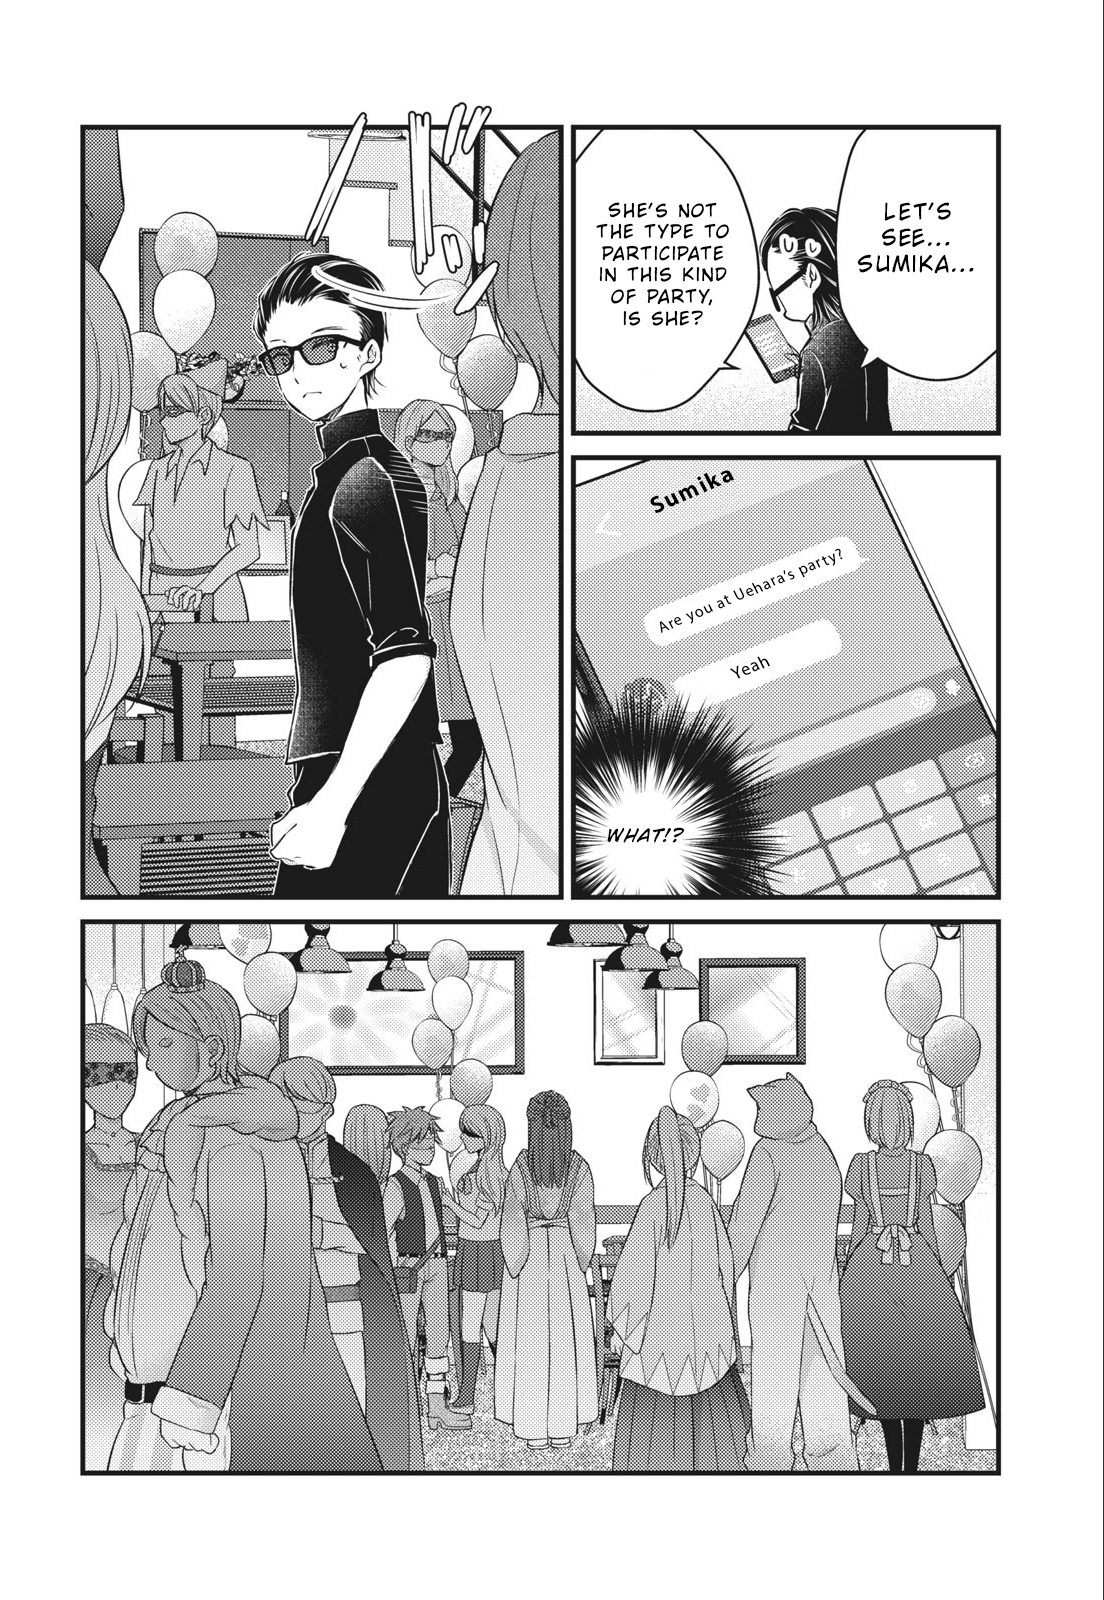 LET'S
SEE...
SUMIKA...
SHE'S NOT
THE TYPE TO
PARTICIPATE
IN THIS KIND
OF PARTY,
IS SHE?
Sumika
Are you at Uehara's party?
Yeah
WHAT!?